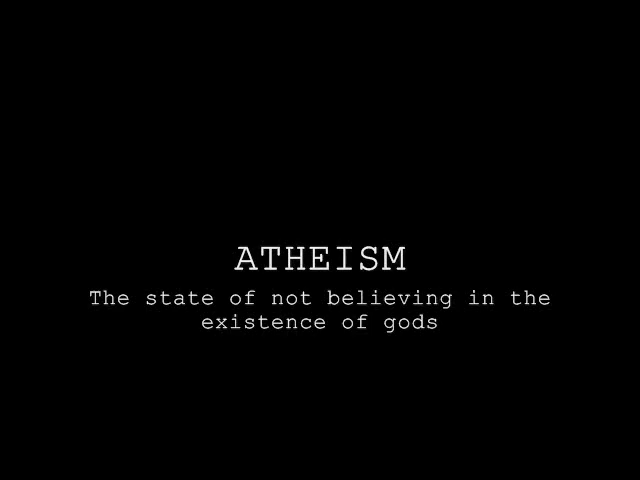 ATHEISM
The state of not believing in the
existence of gods